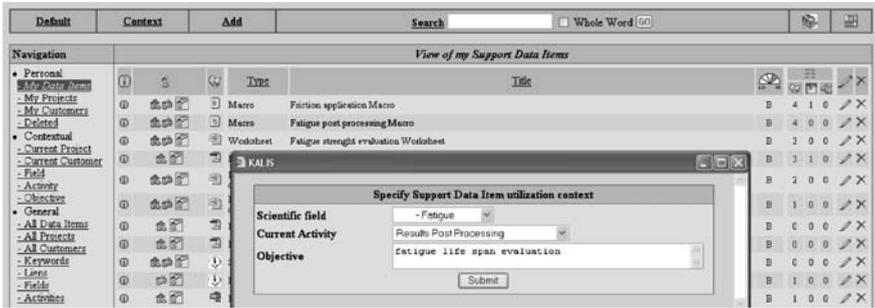 Default Context Add Search Whole Word GO
Navigation View of my Support Data Items
• Personal
- My Data Items
- My Projects
- My Customers
- Deleted
• Contextual
- Current Project
- Current Customer
- Field
- Activity
- Objective
• General
- All Data Items
- All Projects
- All Customers
- Keywords
- Liens
- Fields
- Activities
Type Title
Macro Friction application Macro B 4 1 0
Macro Fatigue post processing Macro B 4 0 0
Worksheet Fatigue strenght evaluation Worksheet B 3 0 0
B 3 1 0
B 2 0 0
B 1 0 0
B 0 0 0
B 0 0 0
B 0 0 0
B 1 0 0
B 1 0 0
KALIS
Specify Support Data Item utilization context
Scientific field - Fatigue
Current Activity Results Post Processing
Objective fatigue life span evaluation
Submit